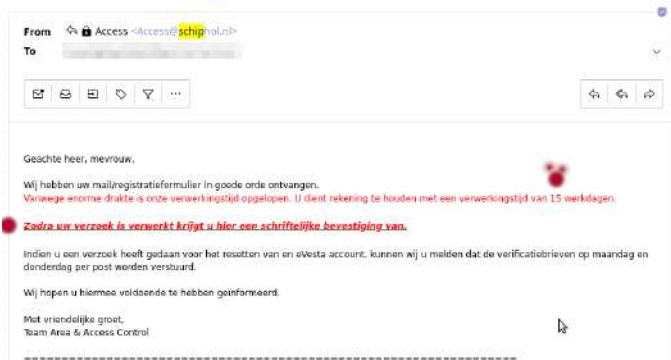 From Access <Access@schiphol.nl>
To
Geachte heer, mevrouw,
Wij hebben uw mail/registratieformulier in goede orde ontvangen.
Vanwege enorme drukte is onze verwerkingstijd opgelopen. U dient rekening te houden met een verwerkingstijd van 15 werkdagen.
Zodra uw verzoek is verwerkt krijgt u hier een schriftelijke bevestiging van.
Indien u een verzoek heeft gedaan voor het resetten van en eVesta account, kunnen wij u melden dat de verificatiebrieven op maandag en
donderdag per post worden verstuurd.
Wij hopen u hiermee voldoende te hebben geïnformeerd.
Met vriendelijke groet,
Team Area & Access Control